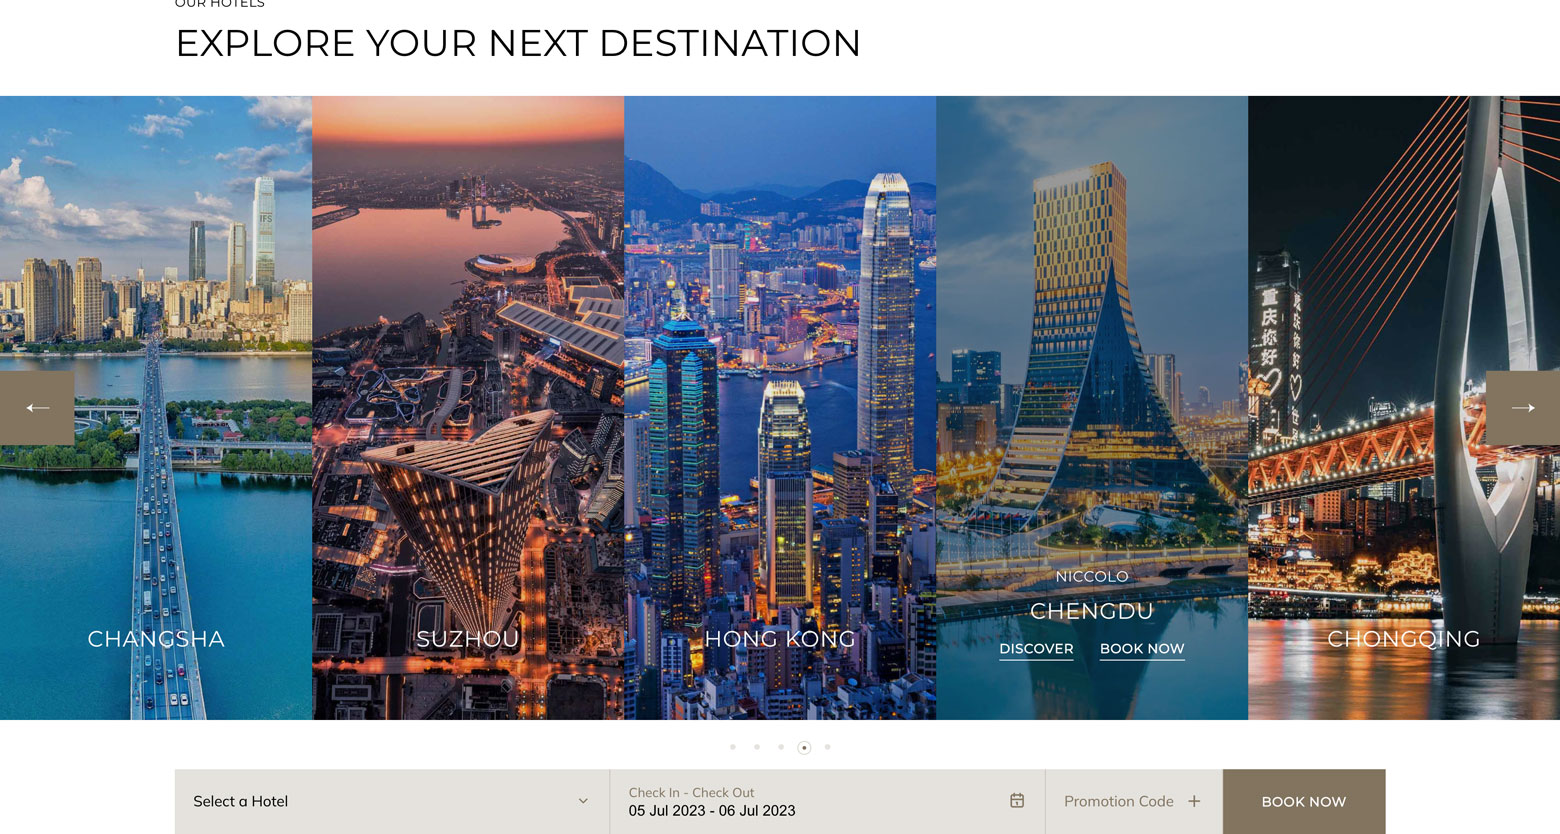 OUR HOTELS
EXPLORE YOUR NEXT DESTINATION
IFS
重庆你好
CHANGSHA
SUZHOU
HONG KONG
NICCOLO
CHENGDU
DISCOVER
BOOK NOW
CHONGQING
Select a Hotel
Check In - Check Out
05 Jul 2023 - 06 Jul 2023
Promotion Code
BOOK NOW